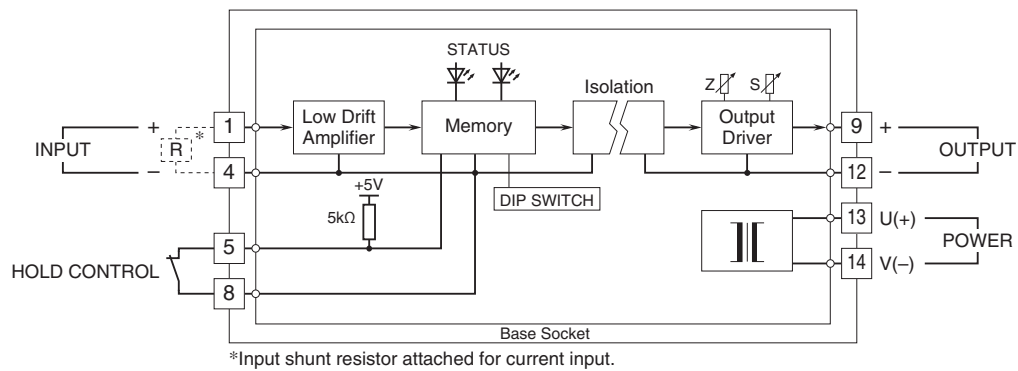 STATUS
Isolation
Z S
1 Low Drift Amplifier Memory Output Driver 9 +
INPUT + R * OUTPUT
− 4 12 −
+5V
DIP SWITCH
5kΩ
13 U(+)
5 POWER
HOLD CONTROL
14 V(–)
8
Base Socket
*Input shunt resistor attached for current input.